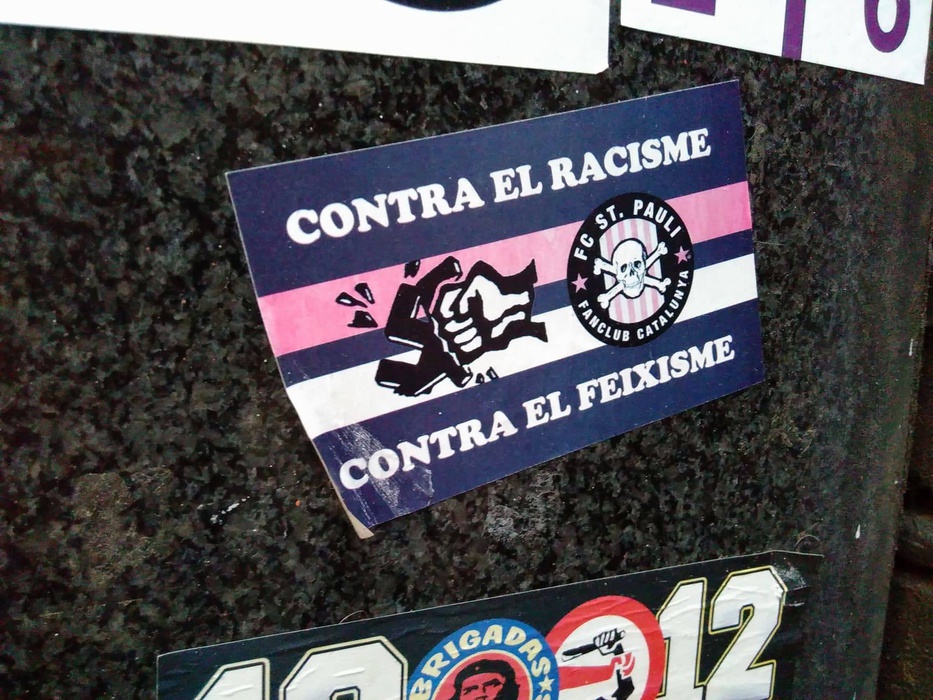 CONTRA EL RACISME
FC ST. PAULI
FANCLUB CATALUNYA
CONTRA EL FEIXISME
BRIGADAS
12